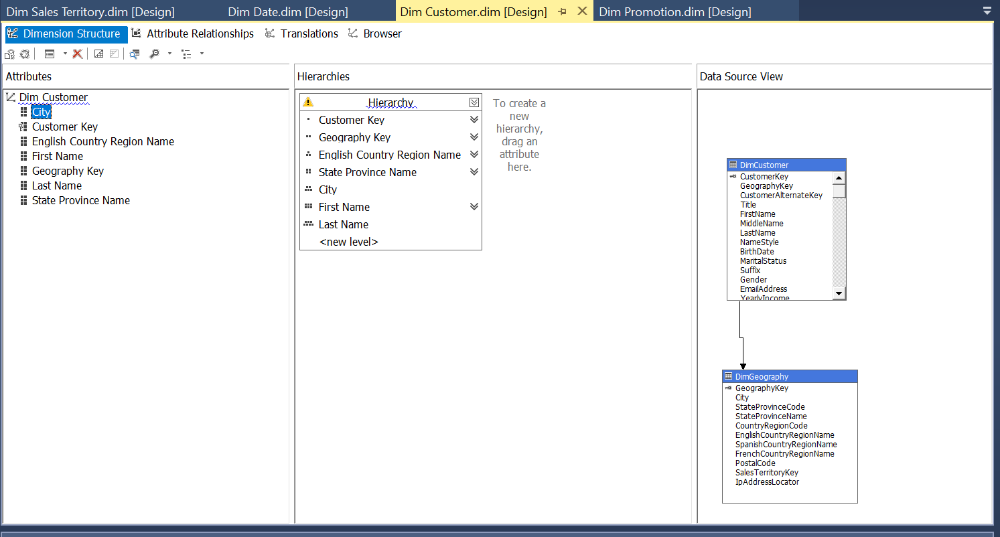 Dim Sales Territory.dim [Design]
Dim Date.dim [Design]
Dim Customer.dim [Design]
Dim Promotion.dim [Design]
Dimension Structure
Attribute Relationships
Translations
Browser
Attributes
Dim Customer
City
Customer Key
English Country Region Name
First Name
Geography Key
Last Name
State Province Name
Hierarchies
Hierarchy
Customer Key
Geography Key
English Country Region Name
State Province Name
City
First Name
Last Name
<new level>
To create a
new
hierarchy,
drag an
attribute
here.
Data Source View
DimCustomer
CustomerKey
GeographyKey
CustomerAlternateKey
Title
FirstName
MiddleName
LastName
NameStyle
BirthDate
MaritalStatus
Suffix
Gender
EmailAddress
YearlyIncome
DimGeography
GeographyKey
City
StateProvinceCode
StateProvinceName
CountryRegionCode
EnglishCountryRegionName
SpanishCountryRegionName
FrenchCountryRegionName
PostalCode
SalesTerritoryKey
IpAddressLocator